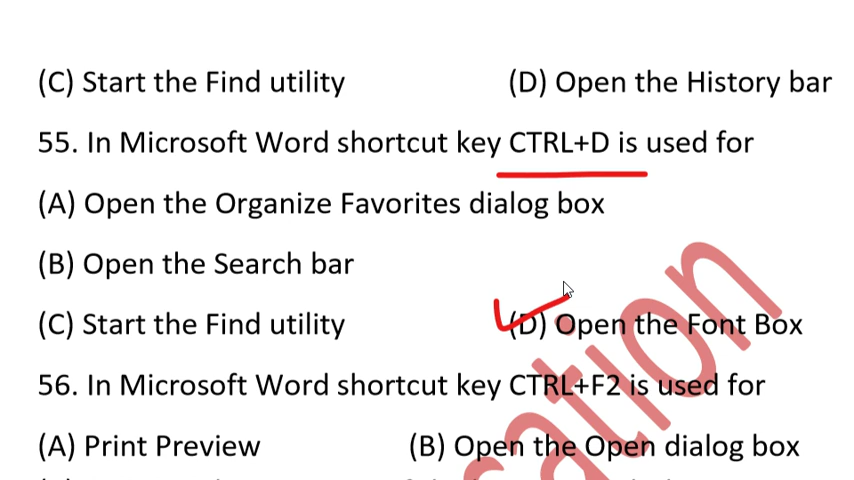 (C) Start the Find utility (D) Open the History bar
55. In Microsoft Word shortcut key CTRL+D is used for
(A) Open the Organize Favorites dialog box
(B) Open the Search bar
(C) Start the Find utility (D) Open the Font Box
56. In Microsoft Word shortcut key CTRL+F2 is used for
(A) Print Preview (B) Open the Open dialog box